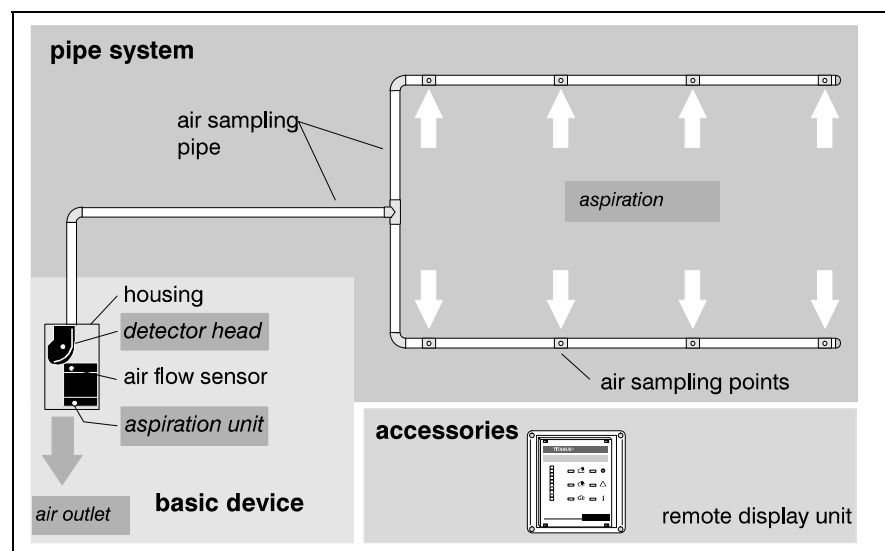 pipe system
air sampling
pipe
aspiration
housing
detector head
air flow sensor
aspiration unit
air sampling points
air outlet
basic device
accessories
TITANUS
remote display unit